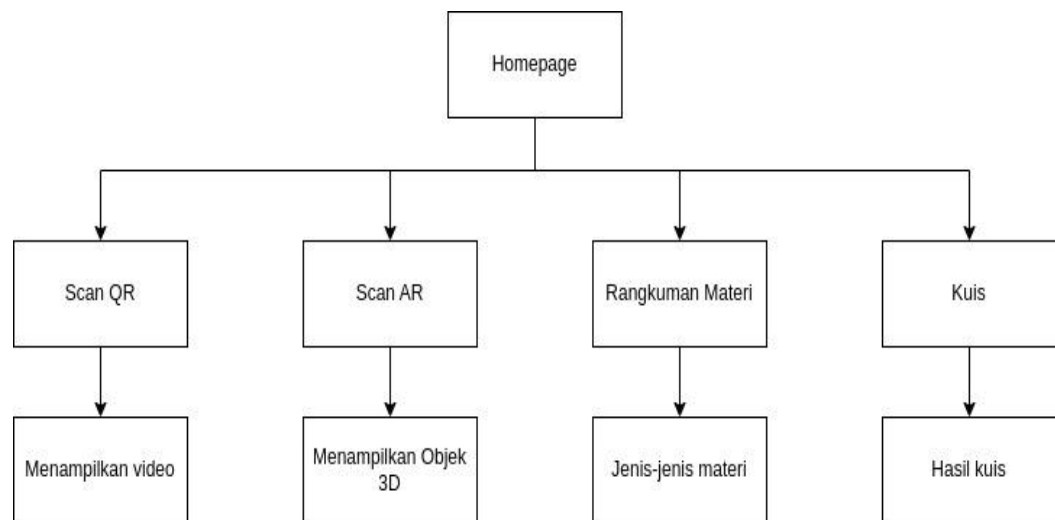 Homepage
Scan QR
Scan AR
Rangkuman Materi
Kuis
Menampilkan video
Menampilkan Objek
3D
Jenis-jenis materi
Hasil kuis